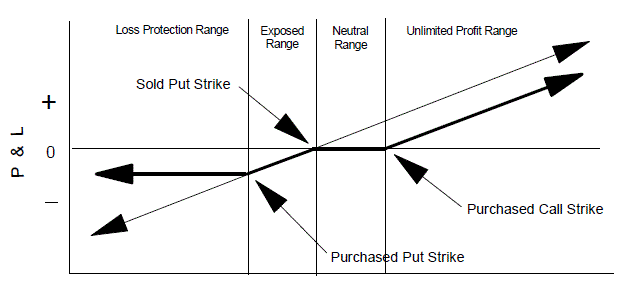 Loss Protection Range
Exposed
Range
Neutral
Range
Unlimited Profit Range
Sold Put Strike
+
0
P & L
–
Purchased Call Strike
Purchased Put Strike